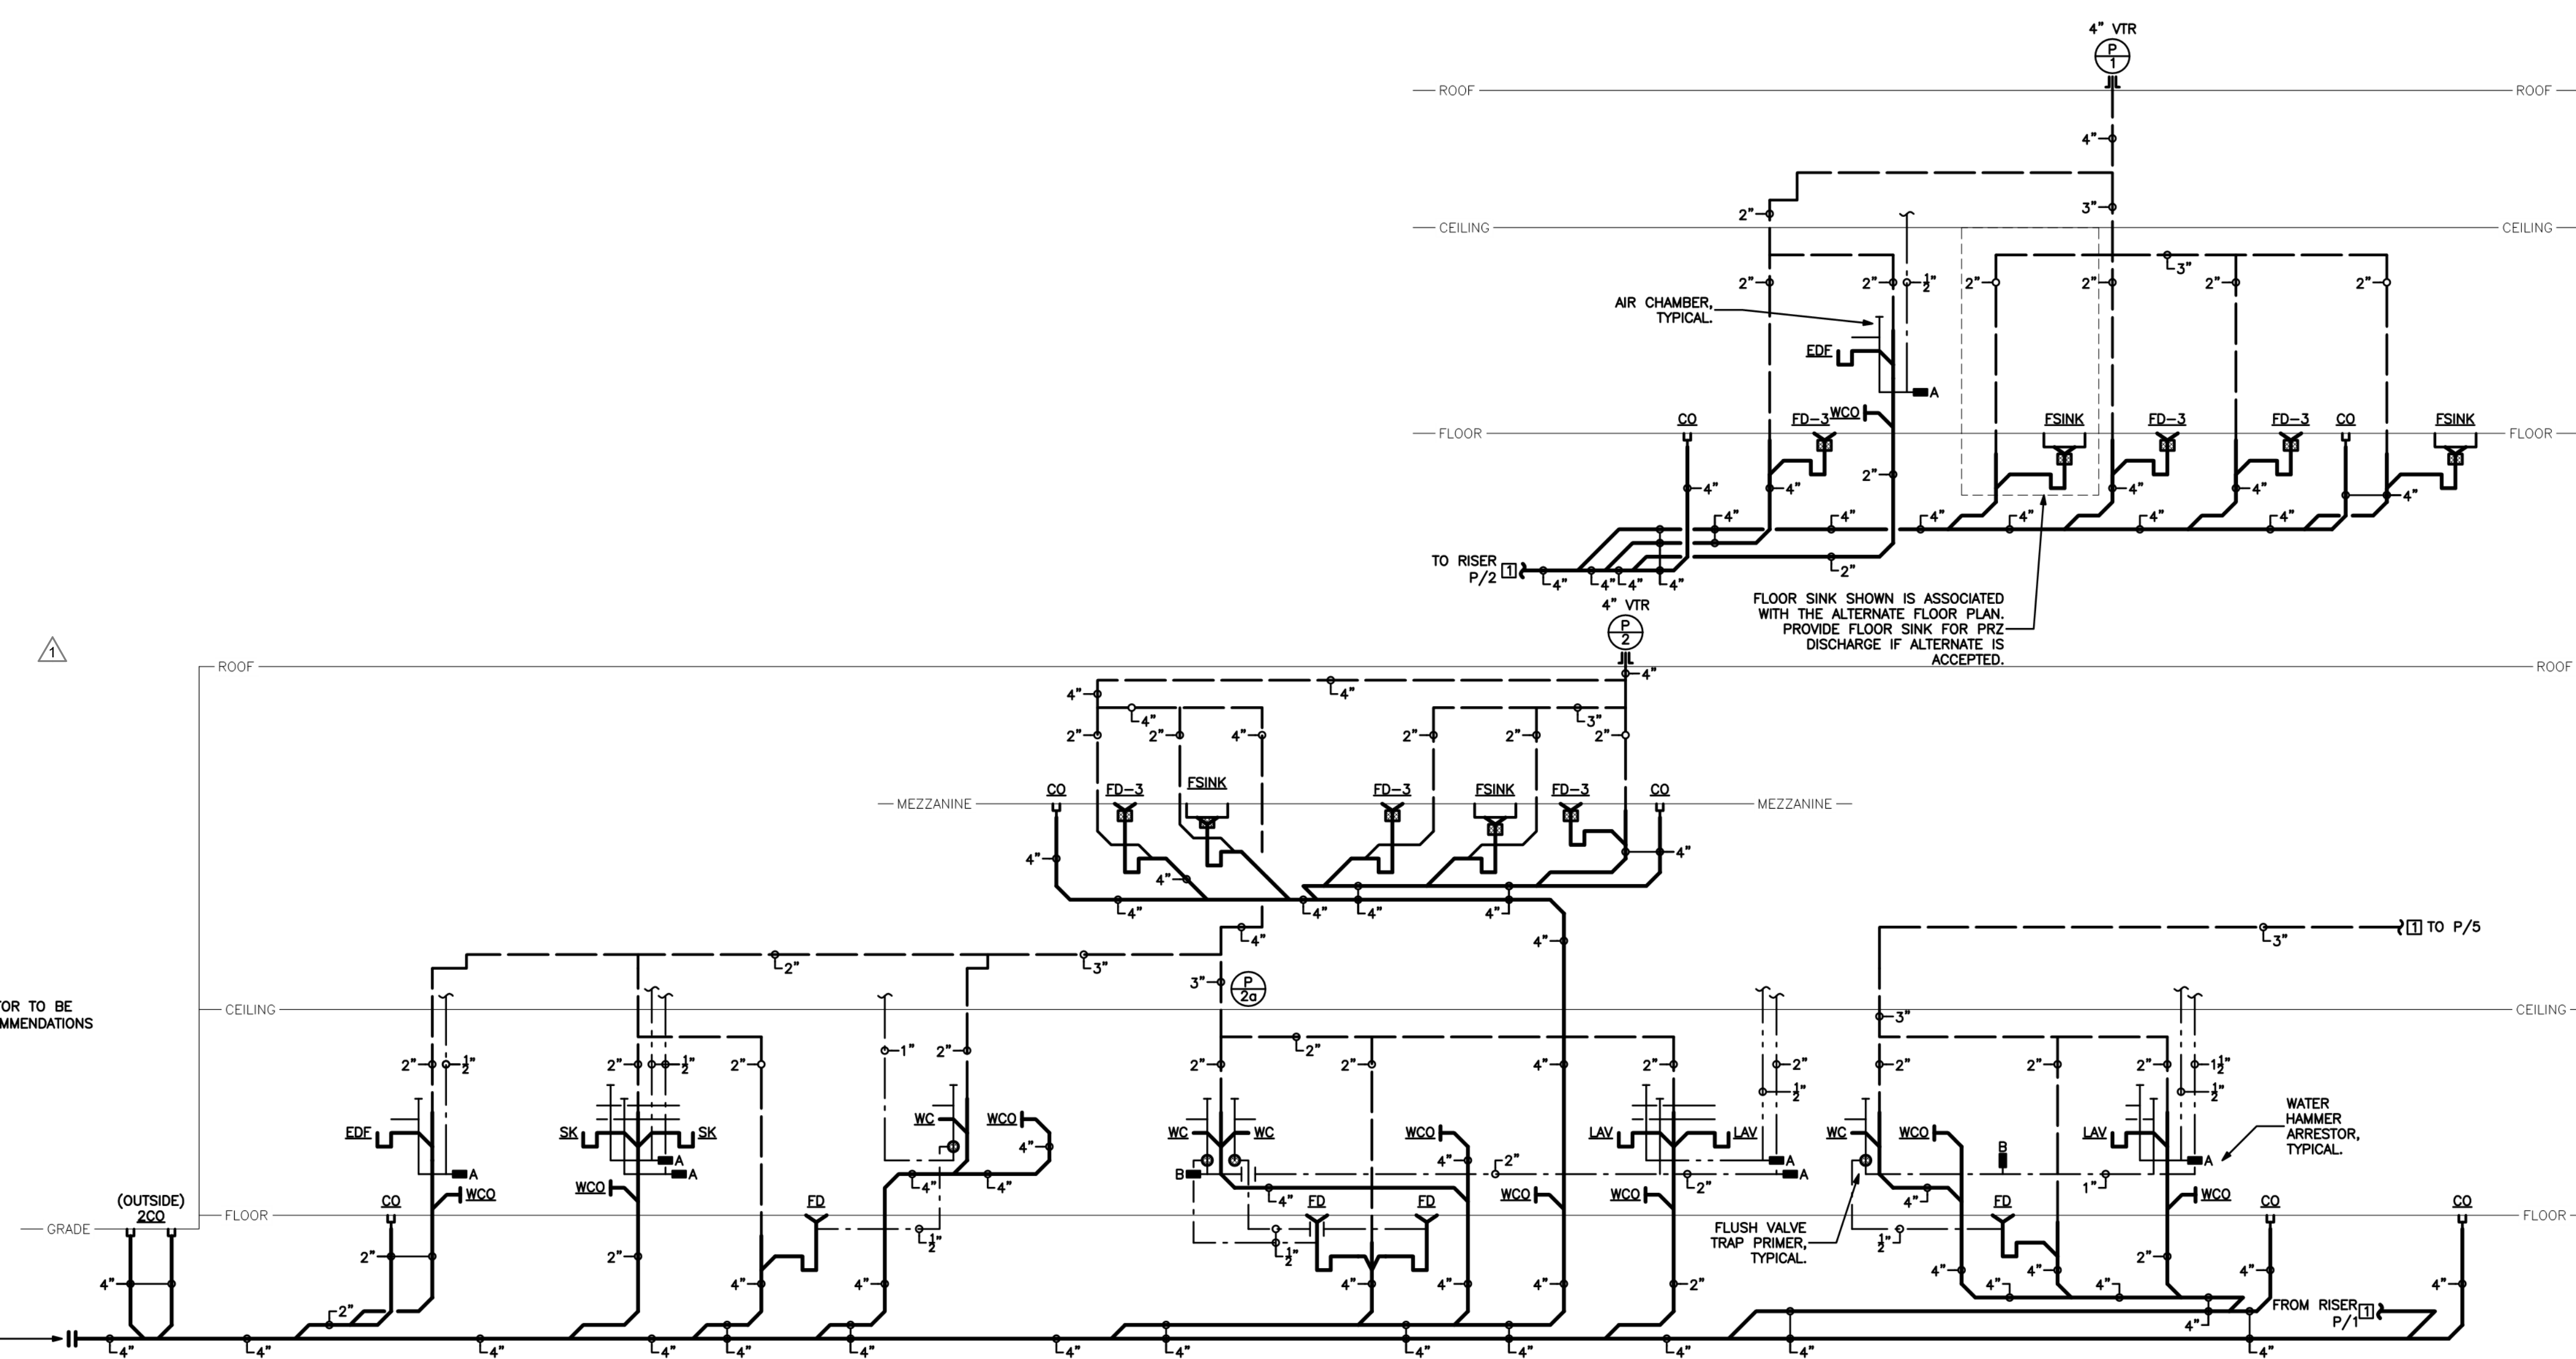 4" VTR
P
1
ROOF ROOF
4"
2" 3"
CEILING CEILING
3"
2" 2" 1/2" 2" 2" 2" 2"
AIR CHAMBER,
TYPICAL.
EDF
A
CO FD-3 WCO FSINK FD-3 FD-3 CO FSINK
FLOOR FLOOR
2"
4" 4" 4" 4" 4"
4" 4" 4" 4" 4" 4"
TO RISER
P/2 1
4" 4" 4" 4" 2"
FLOOR SINK SHOWN IS ASSOCIATED
WITH THE ALTERNATE FLOOR PLAN.
PROVIDE FLOOR SINK FOR PRZ
DISCHARGE IF ALTERNATE IS
ACCEPTED.
4" VTR
P
2
1
ROOF ROOF
4"
4" 4"
4" 3"
2" 2" 4" 2" 2" 2"
CO FD-3 FSINK FD-3 FSINK FD-3 CO
MEZZANINE MEZZANINE
4" 4"
4"
4" 4" 4" 4"
4" 4"
3" 1 TO P/5
2" 3"
3" P
2a
TOR TO BE
MMENDATIONS
CEILING CEILING
3"
1" 2" 2"
2" 1/2" 2" 1/2" 2" 2" 2" 4" 2" 2" 2" 2" 2" 1 1/2"
1/2" 1/2"
WATER
HAMMER
ARRESTOR,
TYPICAL.
EDF SK SK WC WCO WC WC WCO LAV LAV WC WCO LAV
4" B
A A A B 4" 2" A A A
4" 4" 2" 1"
WCO WCO 4" WCO WCO 4" WCO
(OUTSIDE)
2CO CO FD FD FD FD CO CO
FLOOR FLOOR
GRADE
1/2" 1/2" 1/2"
FLUSH VALVE
TRAP PRIMER,
TYPICAL.
2" 2" 2"
4" 4" 4" 4" 4" 4" 2" 4" 4" 4" 4"
4" 4"
2" 4"
FROM RISER
P/1 1
4" 4" 4" 4" 4" 4" 4" 4" 4" 4" 4" 4" 4"